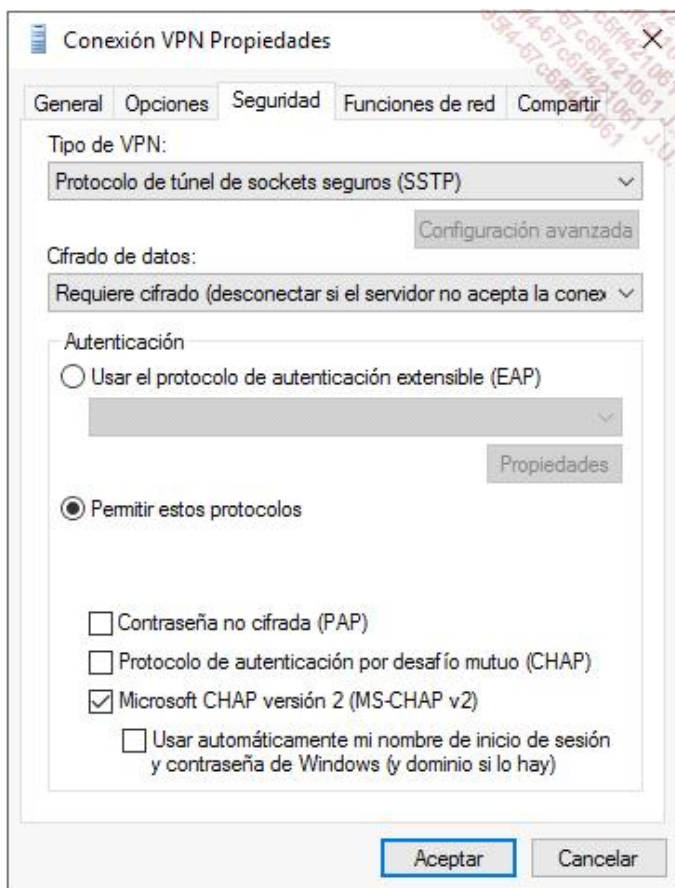 Conexión VPN Propiedades
General Opciones Seguridad Funciones de red Compartir
Tipo de VPN:
Protocolo de túnel de sockets seguros (SSTP)
Configuración avanzada
Cifrado de datos:
Requiere cifrado (desconectar si el servidor no acepta la conex
Autenticación
Usar el protocolo de autenticación extensible (EAP)
Propiedades
Permitir estos protocolos
Contraseña no cifrada (PAP)
Protocolo de autenticación por desafío mutuo (CHAP)
Microsoft CHAP versión 2 (MS-CHAP v2)
Usar automáticamente mi nombre de inicio de sesión
y contraseña de Windows (y dominio si lo hay)
Aceptar Cancelar